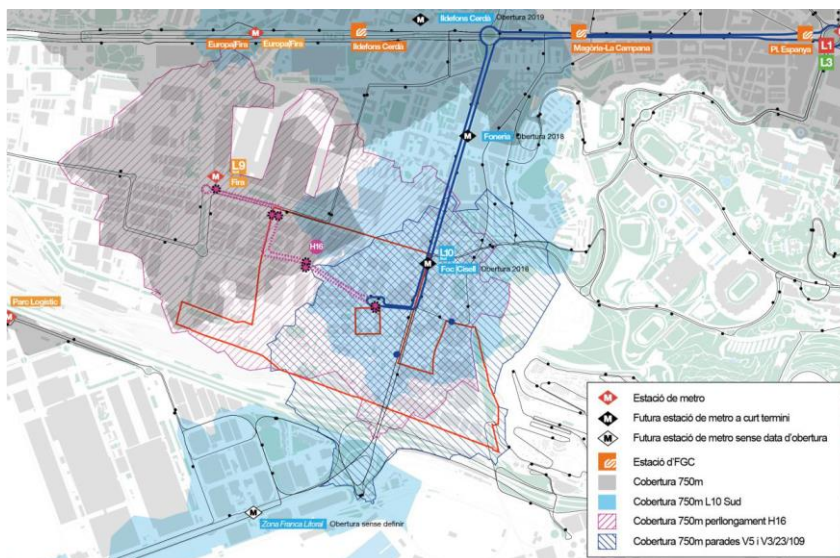 Ildefons Cerdà Obertura 2019
M
Europa|Fira
Europa|Fira
Ildefons Cerdà
Magòria-La Campana
Pl. Espanya
L1
L3
Foneria Obertura 2018
L9
Fira
H16
L10
Foc|Cisell Obertura 2018
Parc Logístic
Zona Franca Litoral Obertura sense definir
Estació de metro
Futura estació de metro a curt termini
Futura estació de metro sense data d'obertura
Estació d'FGC
Cobertura 750m
Cobertura 750m L10 Sud
Cobertura 750m perllongament H16
Cobertura 750m parades V5 i V3/23/109